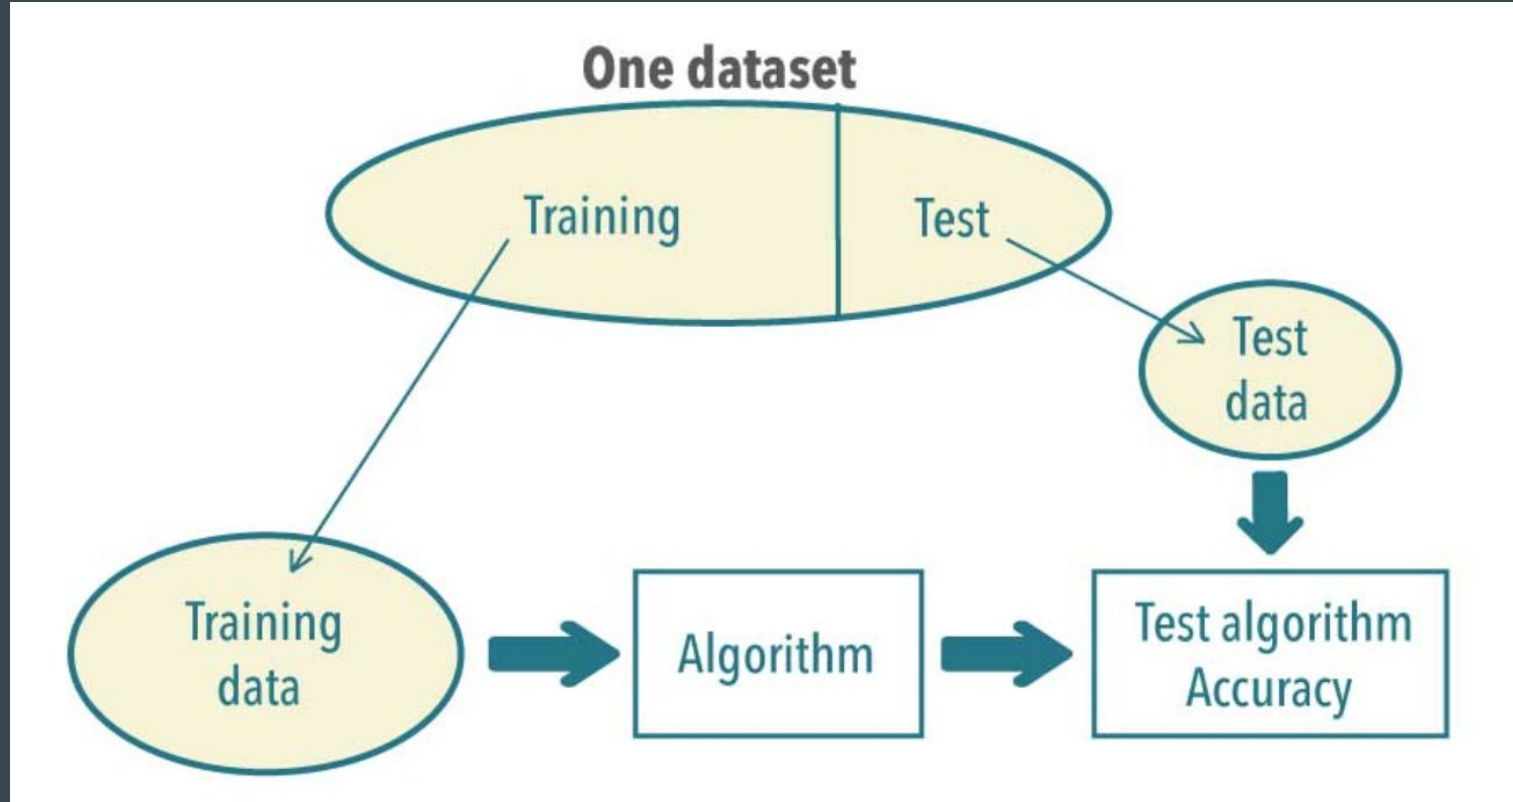 One dataset
Training
Test
Test
data
Training
data
Algorithm
Test algorithm
Accuracy